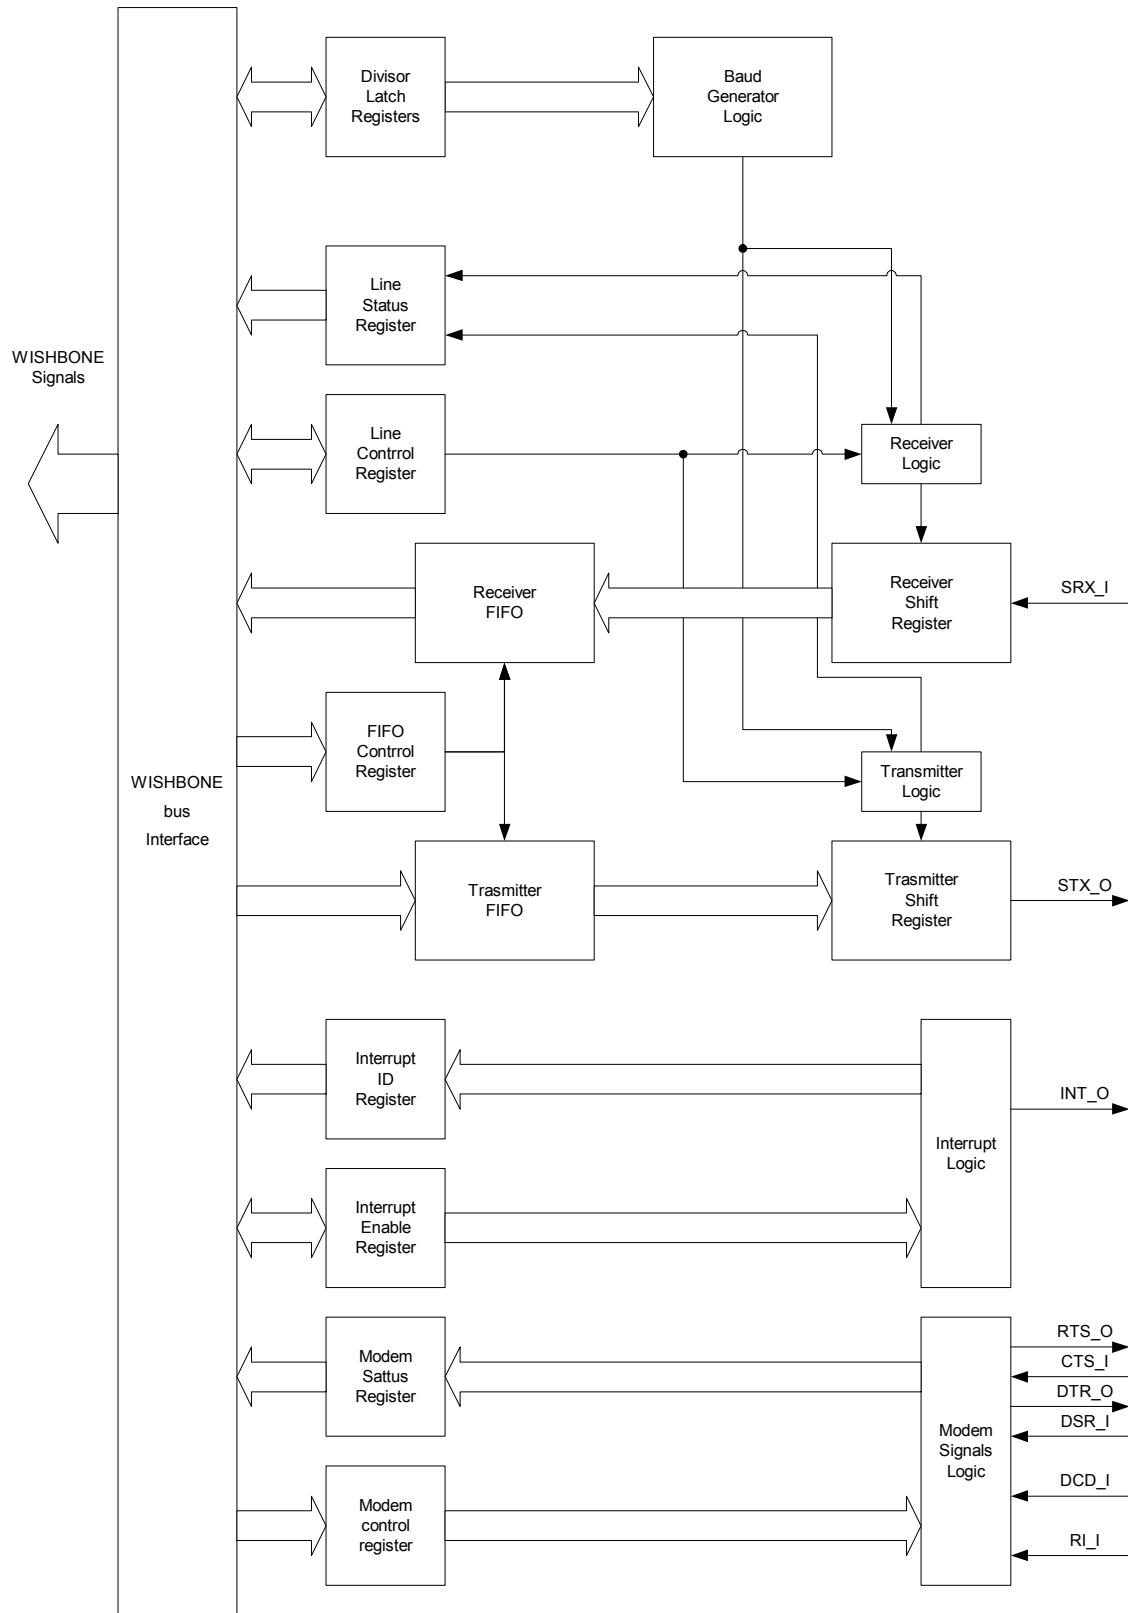 Divisor
Latch
Registers
Baud
Generator
Logic
Line
Status
Register
WISHBONE
Signals
Line
Contrrol
Register
Receiver
Logic
Receiver
FIFO
Receiver
Shift
Register
SRX_I
FIFO
Contrrol
Register
WISHBONE
bus
Interface
Transmitter
Logic
Trasmitter
FIFO
Trasmitter
Shift
Register
STX_O
Interrupt
ID
Register
INT_O
Interrupt
Logic
Interrupt
Enable
Register
Modem
Sattus
Register
RTS_O
CTS_I
DTR_O
DSR_I
Modem
Signals
Logic
DCD_I
RI_I
Modem
control
register